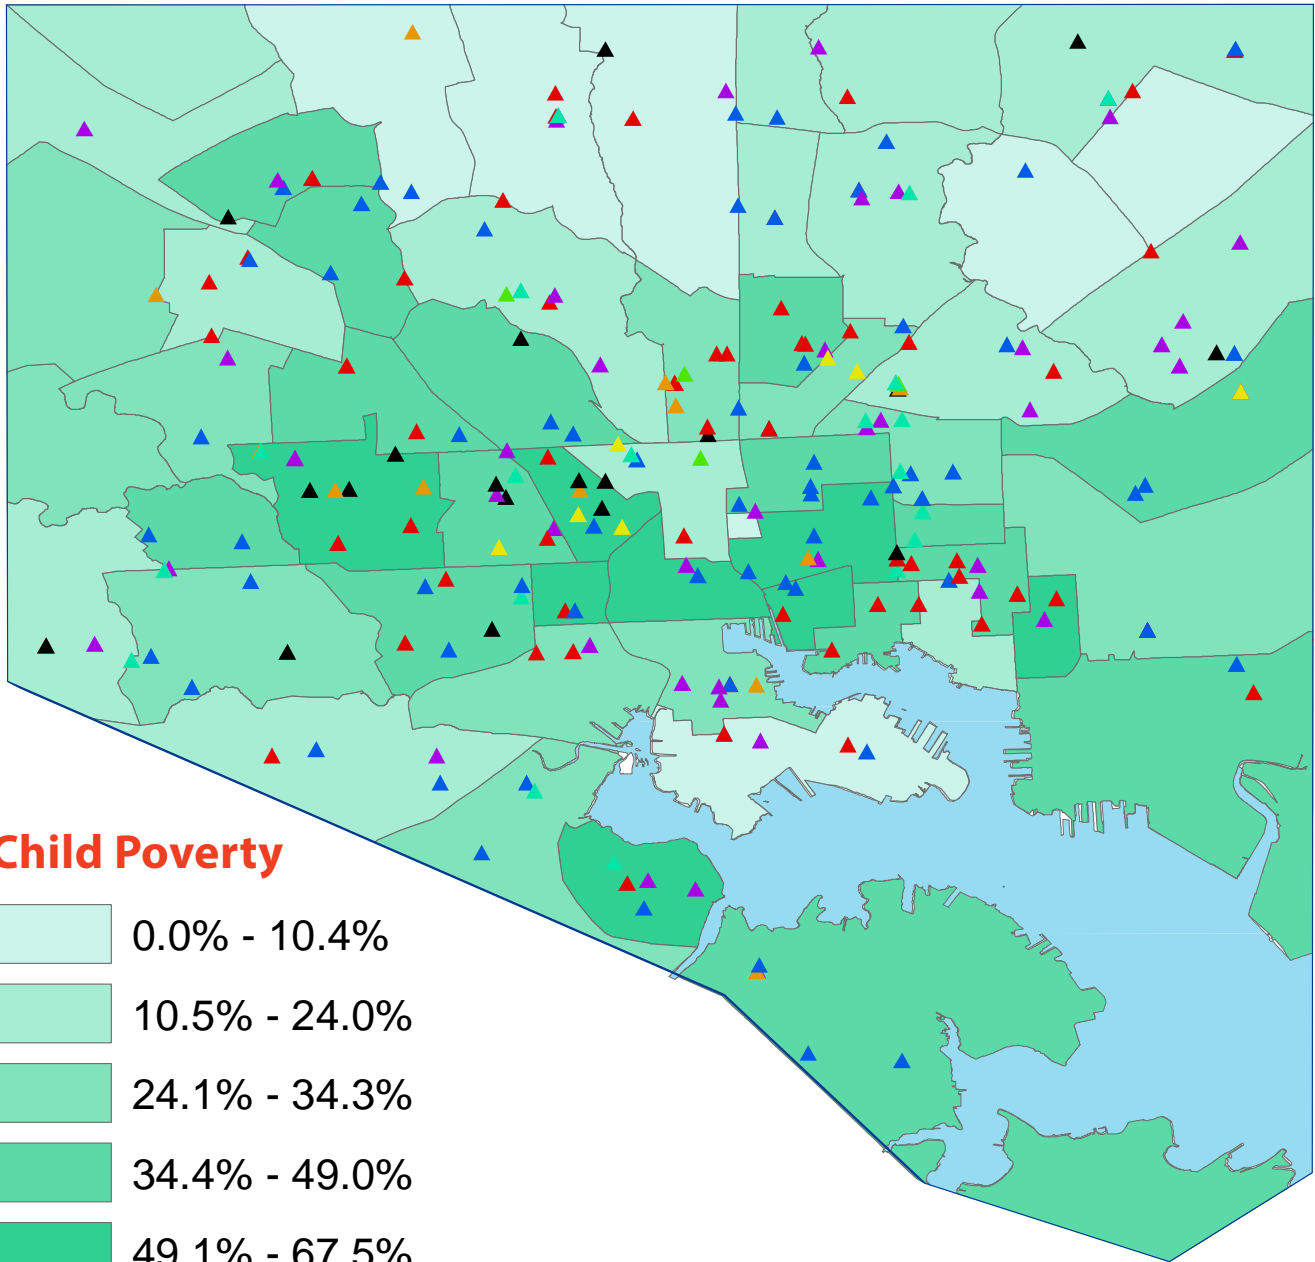 Child Poverty
0.0% - 10.4%
10.5% - 24.0%
24.1% - 34.3%
34.4% - 49.0%
49.1% - 67.5%